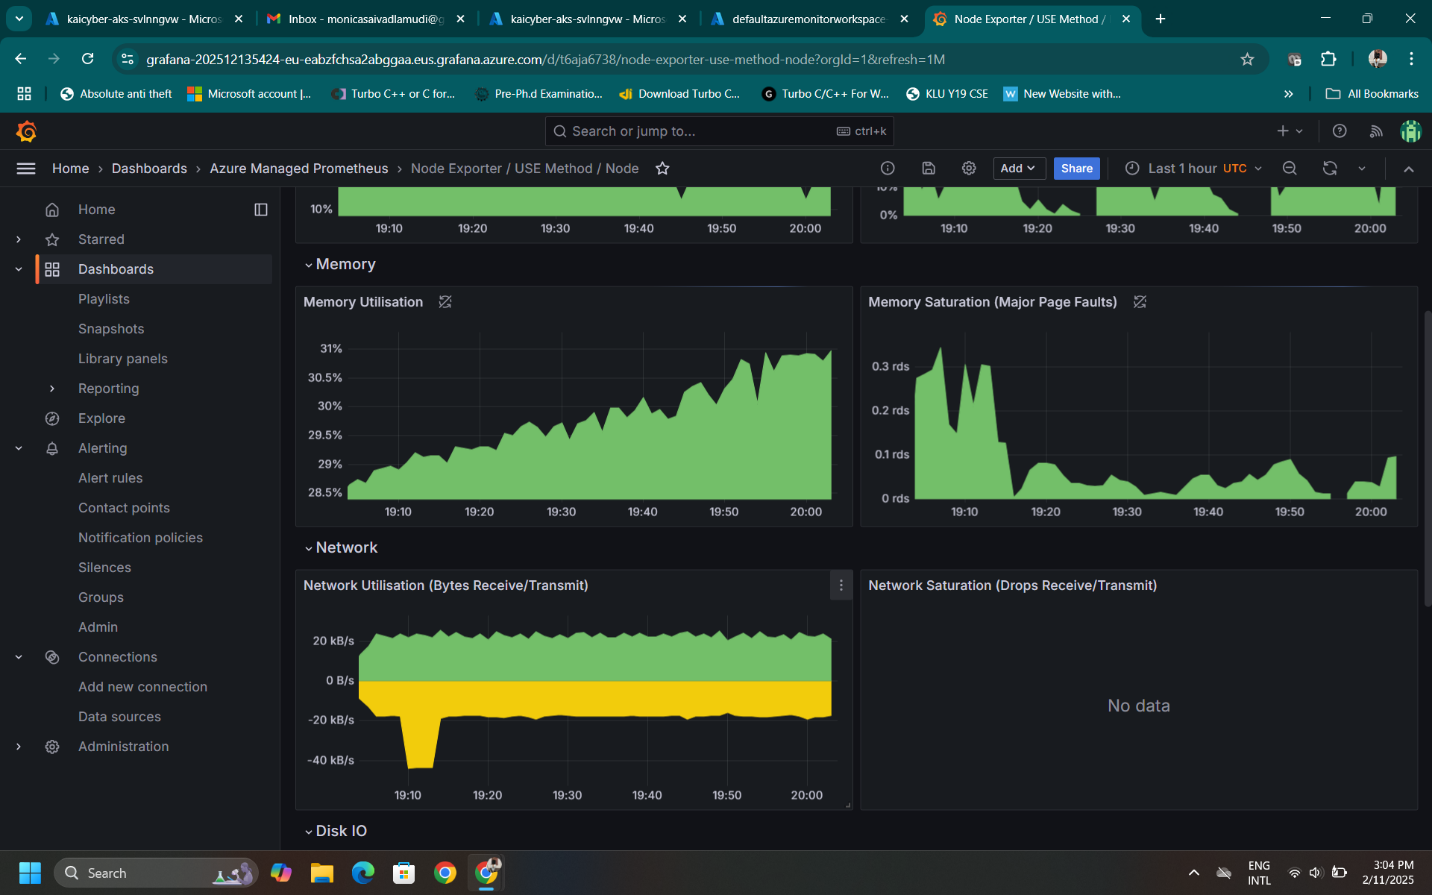 kaicyber-aks-svlnngvw - Micros
Inbox - monicasaivadlamudi@g
kaicyber-aks-svlnngvw - Micros
defaultazuremonitorworkspace
Node Exporter / USE Method /
grafana-202512135424-eu-eabzfchsa2abggaa.eus.grafana.azure.com/d/t6aja6738/node-exporter-use-method-node?orgId=1&refresh=1M
Absolute anti theft
Microsoft account |...
Turbo C++ or C for...
Pre-Ph.d Examinatio...
Download Turbo C...
Turbo C/C++ For W...
KLU Y19 CSE
New Website with...
All Bookmarks
Search or jump to...
ctrl+k
Home › Dashboards › Azure Managed Prometheus › Node Exporter / USE Method / Node
Add
Share
Last 1 hour UTC
Home
Starred
Dashboards
Playlists
Snapshots
Library panels
Reporting
Explore
Alerting
Alert rules
Contact points
Notification policies
Silences
Groups
Admin
Connections
Add new connection
Data sources
Administration
10%
19:10 19:20 19:30 19:40 19:50 20:00
10%
0%
19:10 19:20 19:30 19:40 19:50 20:00
Memory
Memory Utilisation
31%
30.5%
30%
29.5%
29%
28.5%
19:10 19:20 19:30 19:40 19:50 20:00
Memory Saturation (Major Page Faults)
0.3 rds
0.2 rds
0.1 rds
0 rds
19:10 19:20 19:30 19:40 19:50 20:00
Network
Network Utilisation (Bytes Receive/Transmit)
20 kB/s
0 B/s
-20 kB/s
-40 kB/s
19:10 19:20 19:30 19:40 19:50 20:00
Network Saturation (Drops Receive/Transmit)
No data
Disk IO
Search
ENG
INTL
3:04 PM
2/11/2025